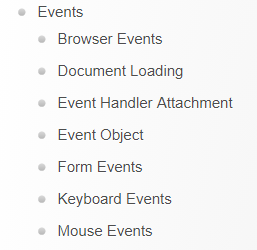 Events
Browser Events
Document Loading
Event Handler Attachment
Event Object
Form Events
Keyboard Events
Mouse Events